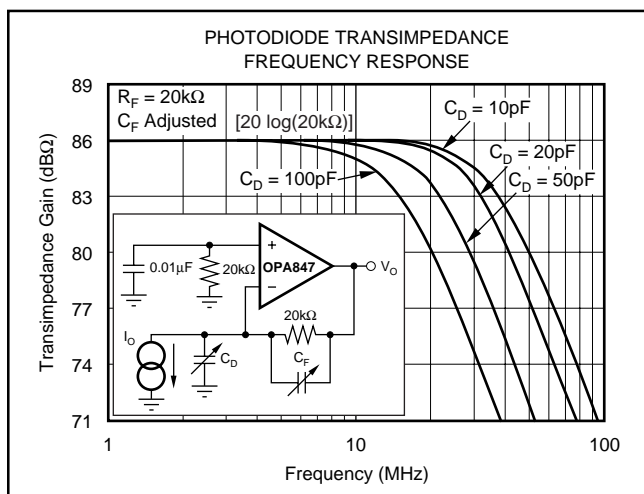 PHOTODIODE TRANSIMPEDANCE
FREQUENCY RESPONSE
89
86
83
80
77
74
71
Transimpedance Gain (dBΩ)
R_F = 20kΩ
C_F Adjusted
[20 log(20kΩ)]
C_D = 10pF
C_D = 20pF
C_D = 50pF
C_D = 100pF
0.01µF
20kΩ
+
OPA847
−
V_O
20kΩ
I_O
C_D
C_F
1
10
100
Frequency (MHz)